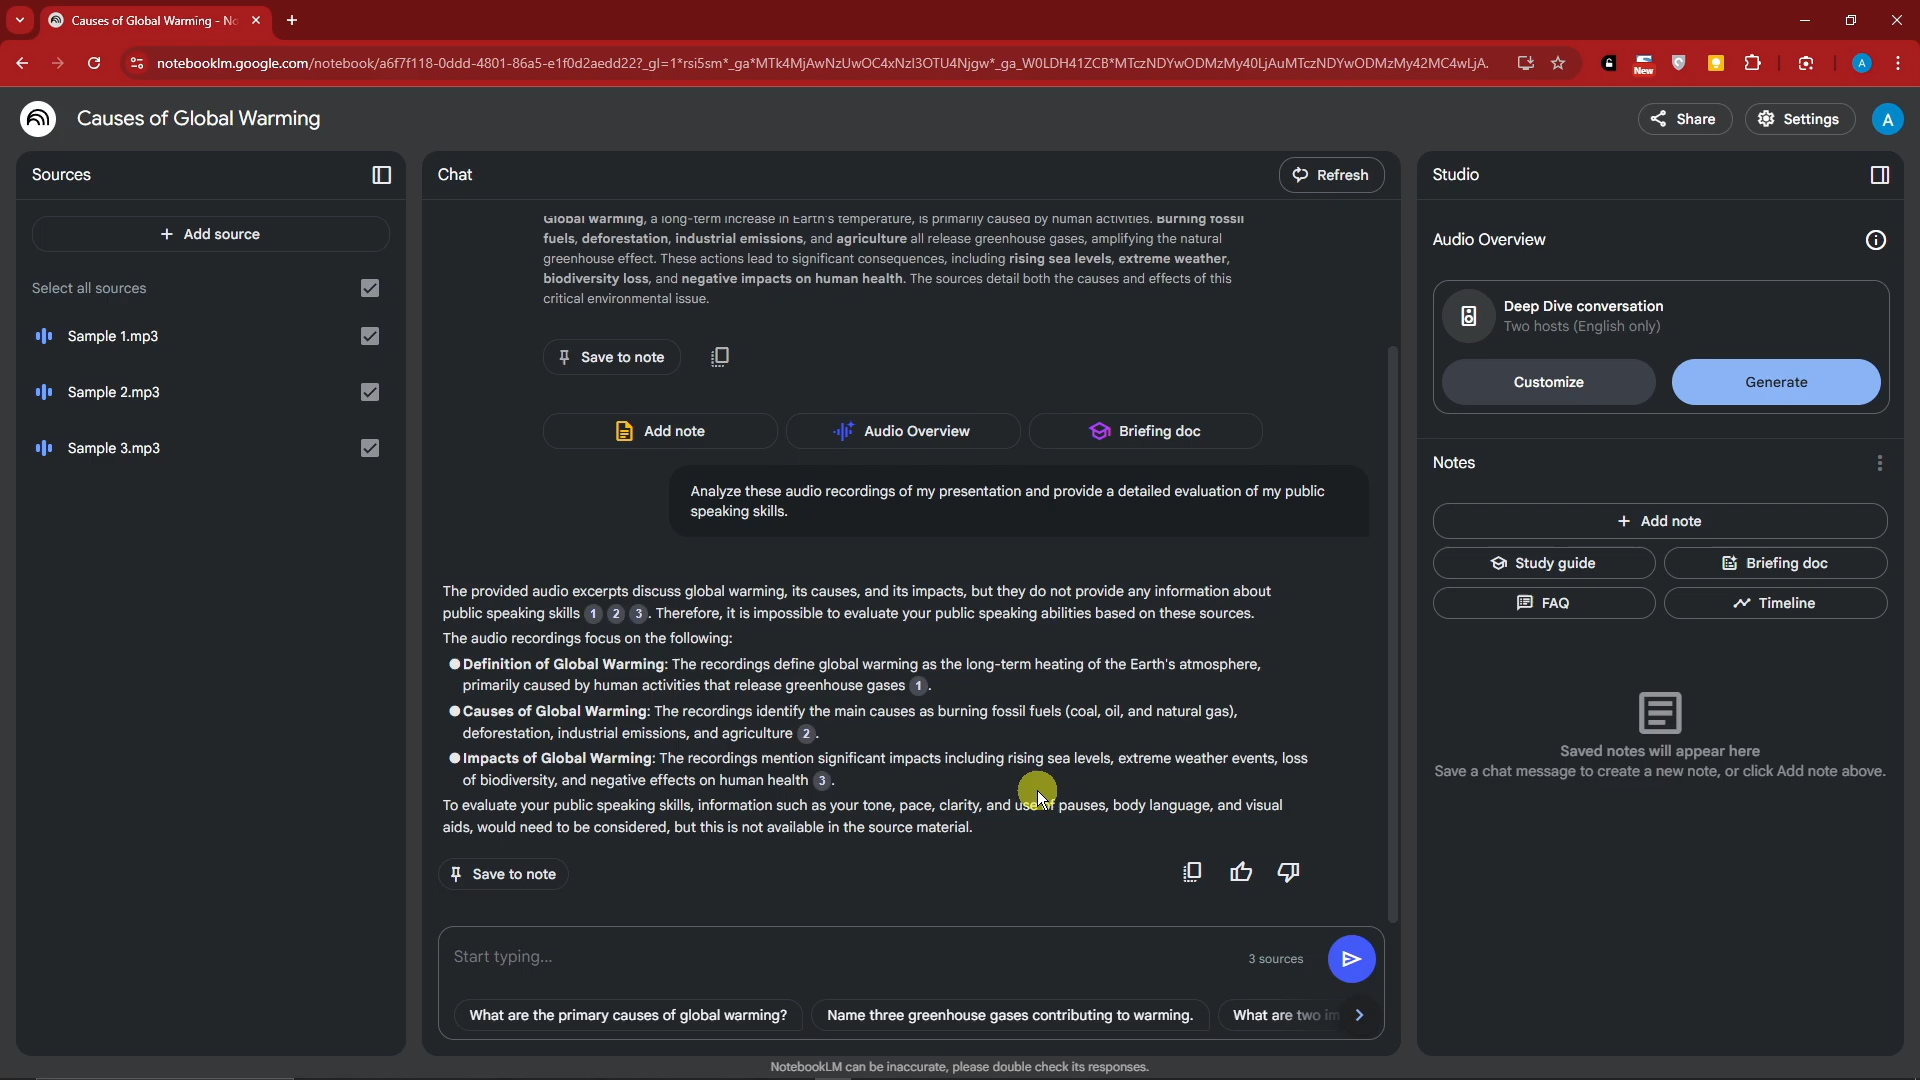 Causes of Global Warming - No
notebooklm.google.com/notebook/a6f7f118-0ddd-4801-86a5-e1f0d2aedd22?_gl=1*rsi5sm*_ga*MTk4MjAwNzUwOC4xNzI3OTU4Njgw*_ga_W0LDH41ZCB*MTczNDYwODMzMy40LjAuMTczNDYwODMzMy42MC4wLjA.
New
A
Causes of Global Warming
Share
Settings
A
Sources
Add source
Select all sources
Sample 1.mp3
Sample 2.mp3
Sample 3.mp3
Chat
Refresh
Global warming, a long-term increase in Earth's temperature, is primarily caused by human activities. Burning fossil
fuels, deforestation, industrial emissions, and agriculture all release greenhouse gases, amplifying the natural
greenhouse effect. These actions lead to significant consequences, including rising sea levels, extreme weather,
biodiversity loss, and negative impacts on human health. The sources detail both the causes and effects of this
critical environmental issue.
Save to note
Add note
Audio Overview
Briefing doc
Analyze these audio recordings of my presentation and provide a detailed evaluation of my public
speaking skills.
The provided audio excerpts discuss global warming, its causes, and its impacts, but they do not provide any information about
public speaking skills 1 2 3. Therefore, it is impossible to evaluate your public speaking abilities based on these sources.
The audio recordings focus on the following:
● Definition of Global Warming: The recordings define global warming as the long-term heating of the Earth's atmosphere,
primarily caused by human activities that release greenhouse gases 1.
● Causes of Global Warming: The recordings identify the main causes as burning fossil fuels (coal, oil, and natural gas),
deforestation, industrial emissions, and agriculture 2.
● Impacts of Global Warming: The recordings mention significant impacts including rising sea levels, extreme weather events, loss
of biodiversity, and negative effects on human health 3.
To evaluate your public speaking skills, information such as your tone, pace, clarity, and use of pauses, body language, and visual
aids, would need to be considered, but this is not available in the source material.
Save to note
Start typing...
3 sources
What are the primary causes of global warming?
Name three greenhouse gases contributing to warming.
What are two im
Studio
Audio Overview
Deep Dive conversation
Two hosts (English only)
Customize
Generate
Notes
Add note
Study guide
Briefing doc
FAQ
Timeline
Saved notes will appear here
Save a chat message to create a new note, or click Add note above.
NotebookLM can be inaccurate, please double check its responses.